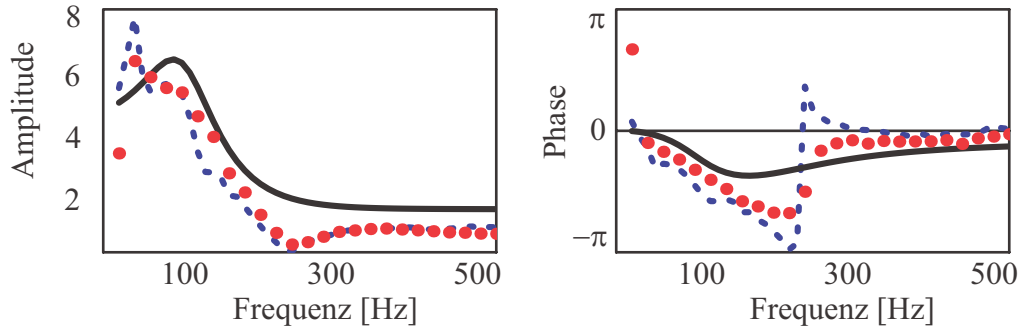 8
6
4
2
Amplitude
100
300
500
Frequenz [Hz]
π
0
−π
Phase
100
300
500
Frequenz [Hz]